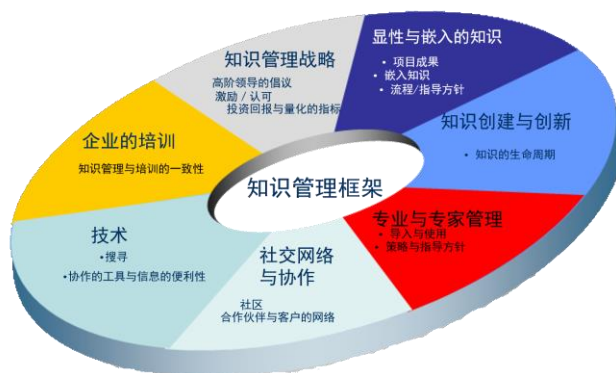 知识管理战略
高阶领导的倡议
激励/认可
投资回报与量化的指标
显性与嵌入的知识
• 项目成果
• 嵌入知识
• 流程/指导方针
知识创建与创新
• 知识的生命周期
专业与专家管理
• 导入与使用
• 策略与指导方针
社交网络
与协作
社区
合作伙伴与客户的网络
技术
•搜寻
•协作的工具与信息的便利性
企业的培训
知识管理与培训的一致性
知识管理框架